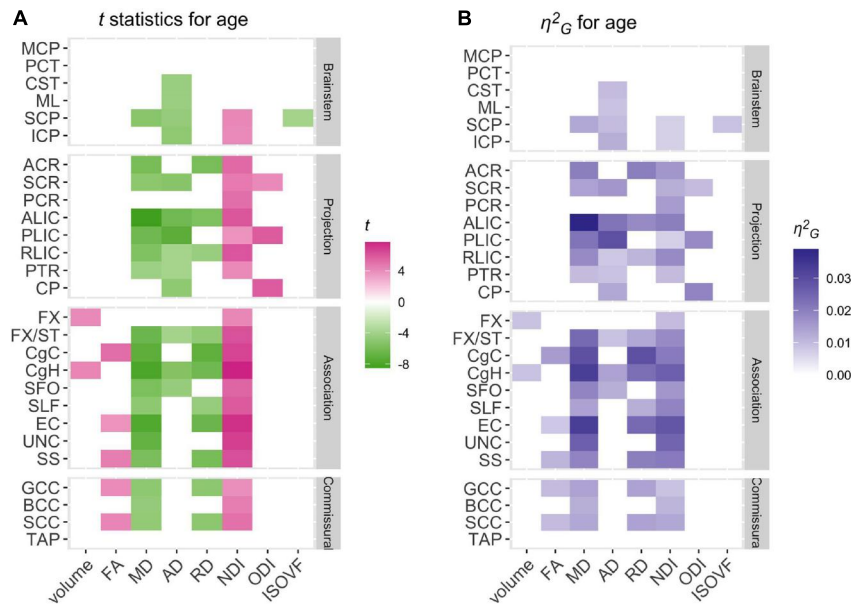 A
t statistics for age
MCP
PCT
CST
ML
SCP
ICP
Brainstem
ACR
SCR
PCR
ALIC
PLIC
RLIC
PTR
CP
Projection
FX
FX/ST
CgC
CgH
SFO
SLF
EC
UNC
SS
Association
GCC
BCC
SCC
TAP
Commissural
volume
FA
MD
AD
RD
NDI
ODI
ISOVF
t
4
0
-4
-8
B
η²G for age
MCP
PCT
CST
ML
SCP
ICP
Brainstem
ACR
SCR
PCR
ALIC
PLIC
RLIC
PTR
CP
Projection
FX
FX/ST
CgC
CgH
SFO
SLF
EC
UNC
SS
Association
GCC
BCC
SCC
TAP
Commissura
volume
FA
MD
AD
RD
NDI
ODI
ISOVF
η²G
0.03
0.02
0.01
0.00